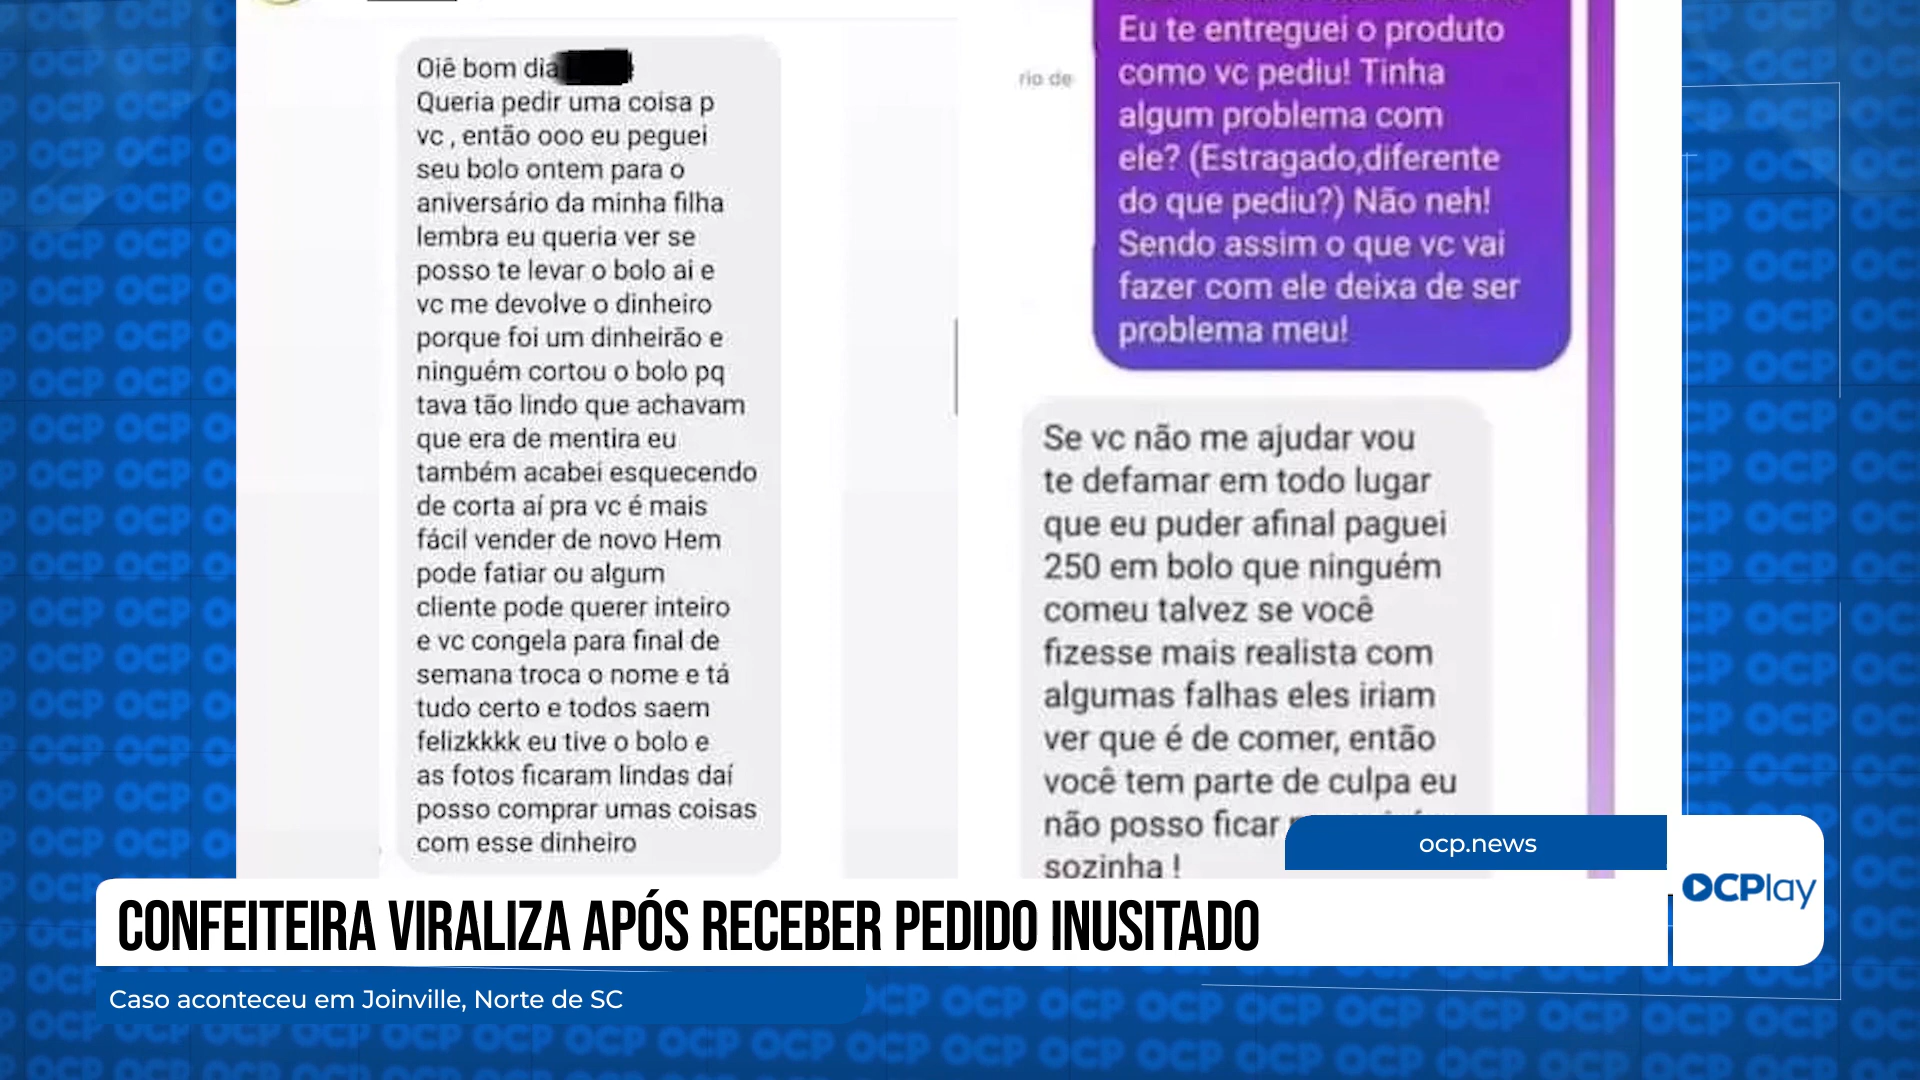 Oiê bom dia
Queria pedir uma coisa p
vc , então ooo eu peguei
seu bolo ontem para o
aniversário da minha filha
lembra eu queria ver se
posso te levar o bolo ai e
vc me devolve o dinheiro
porque foi um dinheirão e
ninguém cortou o bolo pq
tava tão lindo que achavam
que era de mentira eu
também acabei esquecendo
de corta aí pra vc é mais
fácil vender de novo Hem
pode fatiar ou algum
cliente pode querer inteiro
e vc congela para final de
semana troca o nome e tá
tudo certo e todos saem
felizkkkk eu tive o bolo e
as fotos ficaram lindas daí
posso comprar umas coisas
com esse dinheiro
rio de
Eu te entreguei o produto
como vc pediu! Tinha
algum problema com
ele? (Estragado,diferente
do que pediu?) Não neh!
Sendo assim o que vc vai
fazer com ele deixa de ser
problema meu!
Se vc não me ajudar vou
te defamar em todo lugar
que eu puder afinal paguei
250 em bolo que ninguém
comeu talvez se você
fizesse mais realista com
algumas falhas eles iriam
ver que é de comer, então
você tem parte de culpa eu
não posso ficar
sozinha !
ocp.news
OCPlay
CONFEITEIRA VIRALIZA APÓS RECEBER PEDIDO INUSITADO
Caso aconteceu em Joinville, Norte de SC